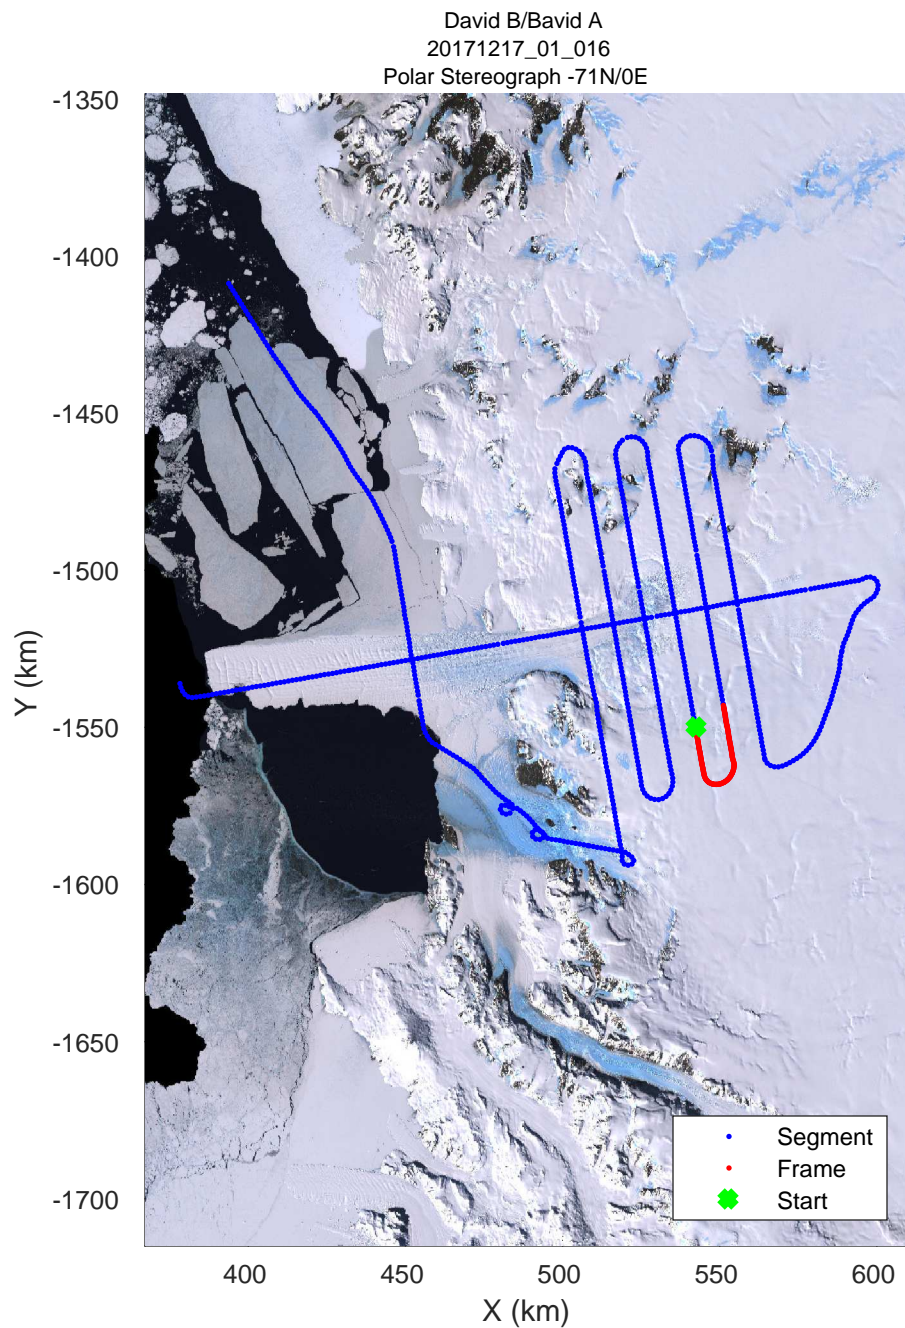 David B/Bavid A
20171217_01_016
Polar Stereograph -71N/0E
-1350
-1400
-1450
-1500
-1550
-1600
-1650
-1700
Y (km)
400
450
500
550
600
X (km)
Segment
Frame
Start